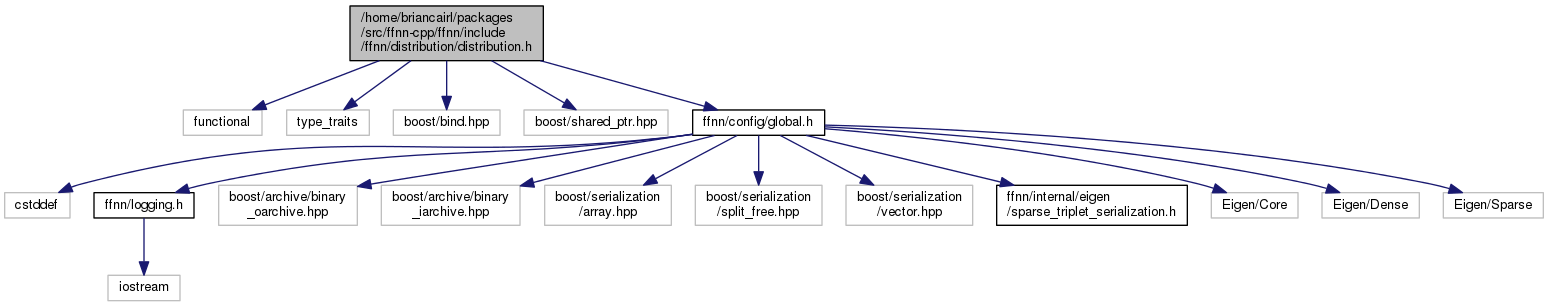 /home/briancairl/packages
/src/ffnn-cpp/ffnn/include
/ffnn/distribution/distribution.h
functional
type_traits
boost/bind.hpp
boost/shared_ptr.hpp
ffnn/config/global.h
cstddef
ffnn/logging.h
boost/archive/binary
_oarchive.hpp
boost/archive/binary
_iarchive.hpp
boost/serialization
/array.hpp
boost/serialization
/split_free.hpp
boost/serialization
/vector.hpp
ffnn/internal/eigen
/sparse_triplet_serialization.h
Eigen/Core
Eigen/Dense
Eigen/Sparse
iostream